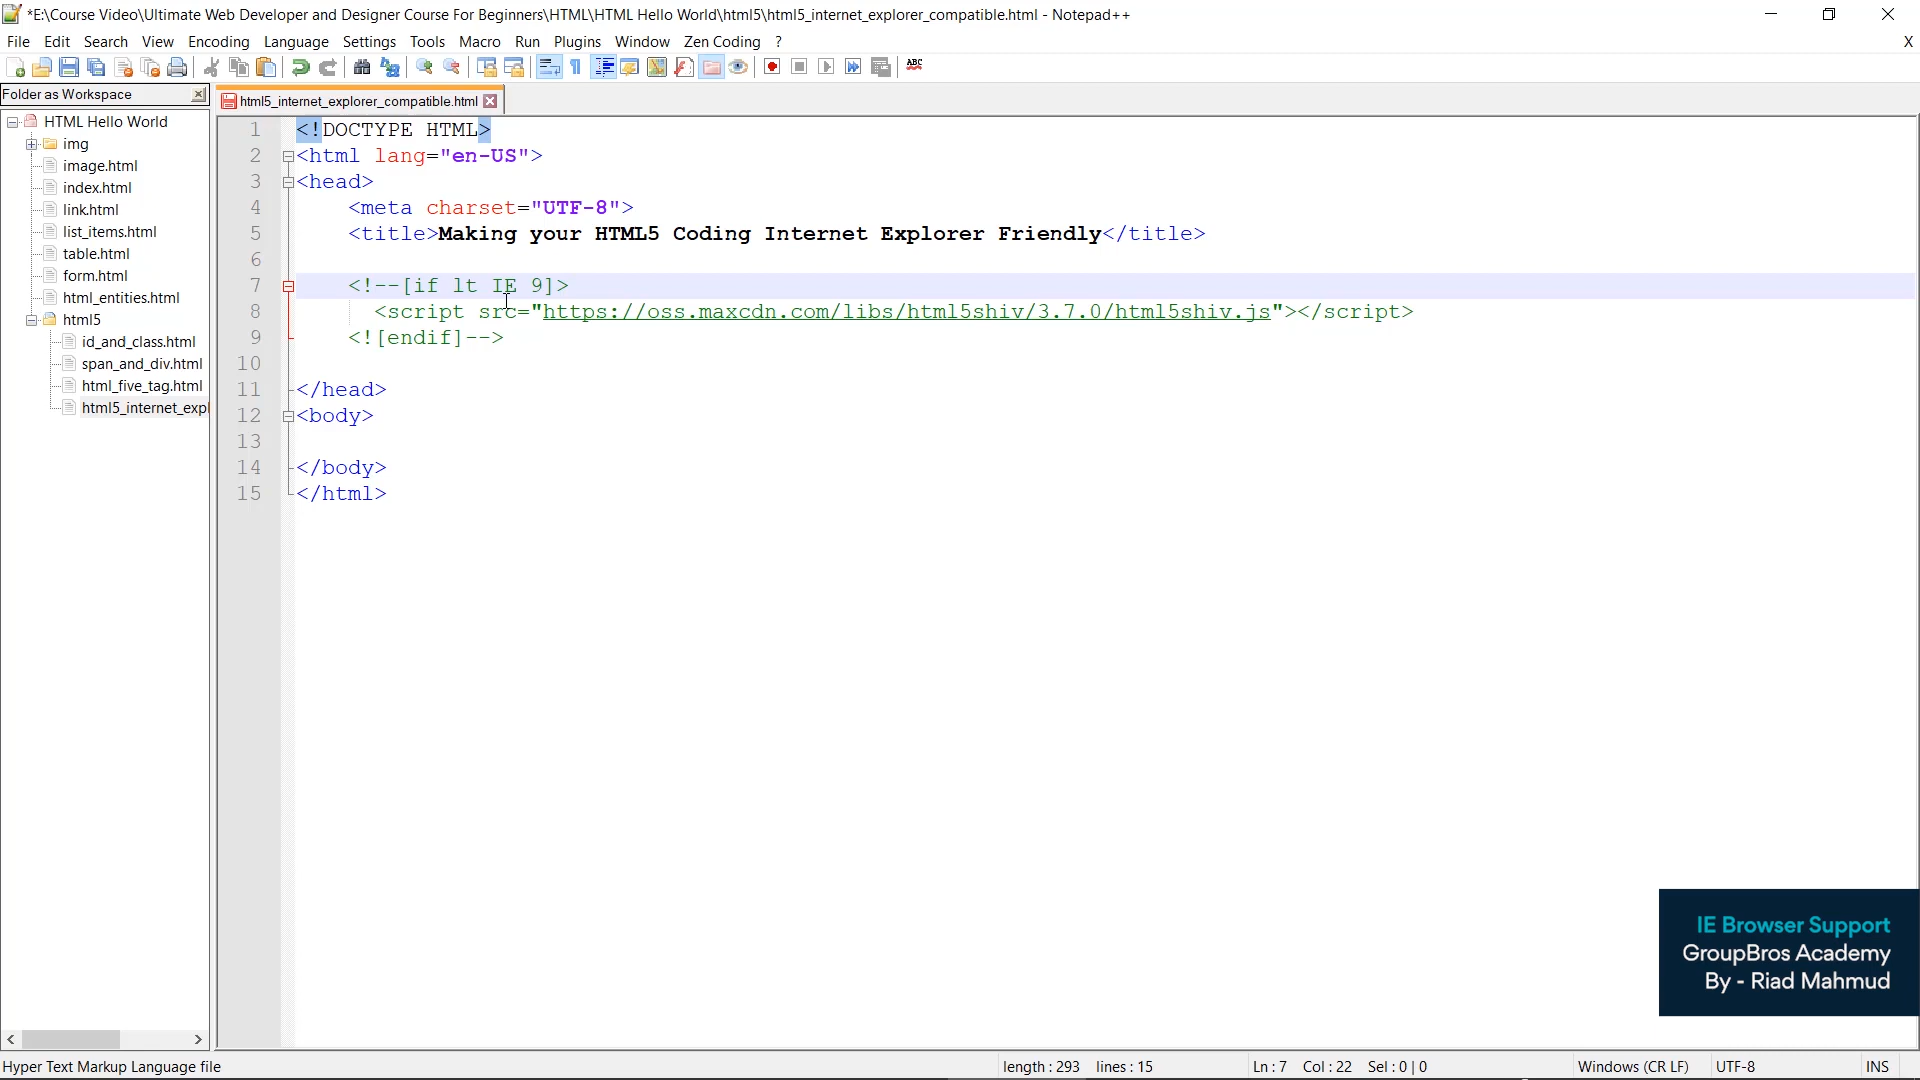 *E:\Course Video\Ultimate Web Developer and Designer Course For Beginners\HTML\HTML Hello World\html5\html5_internet_explorer_compatible.html - Notepad++
File Edit Search View Encoding Language Settings Tools Macro Run Plugins Window Zen Coding ? X
ABC
Folder as Workspace
html5_internet_explorer_compatible.html
HTML Hello World
img
image.html
index.html
link.html
list_items.html
table.html
form.html
html_entities.html
html5
id_and_class.html
span_and_div.html
html_five_tag.html
html5_internet_expl
1 <!DOCTYPE HTML>
2 <html lang="en-US">
3 <head>
4 <meta charset="UTF-8">
5 <title>Making your HTML5 Coding Internet Explorer Friendly</title>
6
7 <!--[if lt IE 9]>
8 <script src="https://oss.maxcdn.com/libs/html5shiv/3.7.0/html5shiv.js"></script>
9 <![endif]-->
10
11 </head>
12 <body>
13
14 </body>
15 </html>
IE Browser Support
GroupBros Academy
By - Riad Mahmud
Hyper Text Markup Language file length : 293 lines : 15 Ln : 7 Col : 22 Sel : 0 | 0 Windows (CR LF) UTF-8 INS